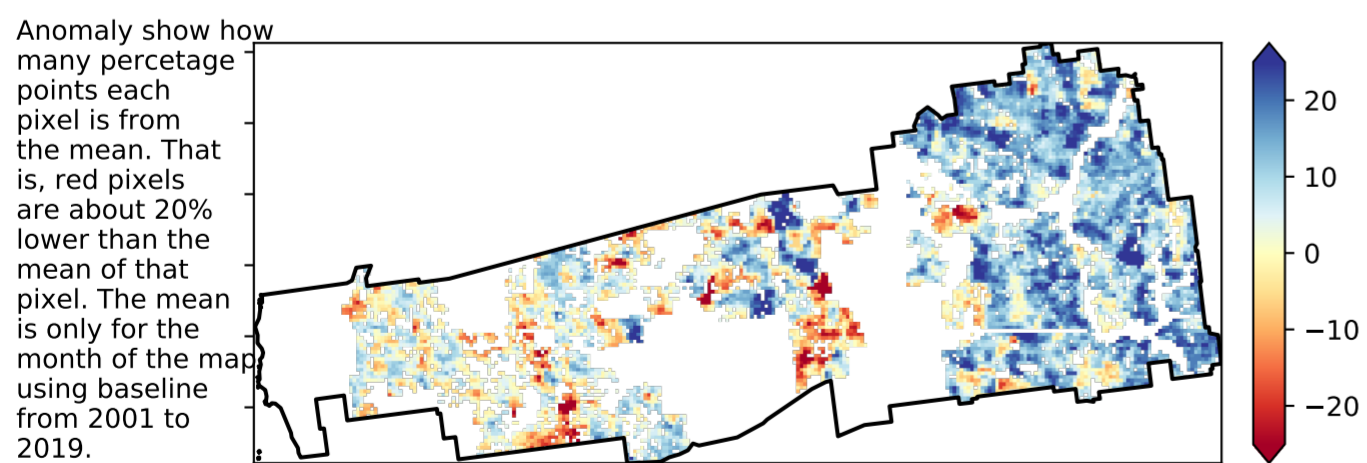 Anomaly show how
many percetage
points each
pixel is from
the mean. That
is, red pixels
are about 20%
lower than the
mean of that
pixel. The mean
is only for the
month of the map
using baseline
from 2001 to
2019.
20
10
0
−10
−20